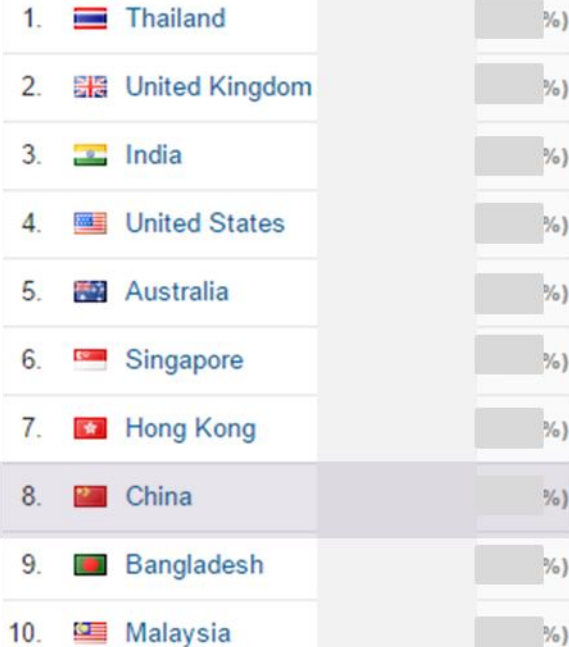 1. Thailand %)
2. United Kingdom %)
3. India %)
4. United States %)
5. Australia %)
6. Singapore %)
7. Hong Kong %)
8. China %)
9. Bangladesh %)
10. Malaysia %)